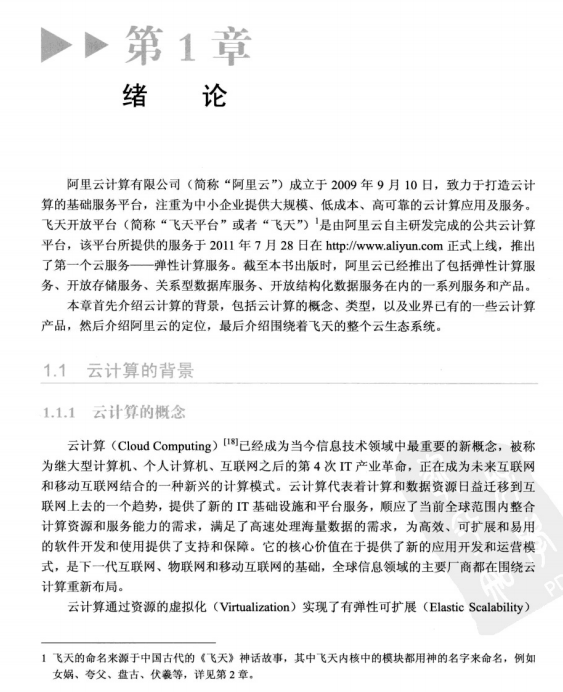 ▶▶ 第 1 章
绪 论
阿里云计算有限公司（简称“阿里云”）成立于 2009 年 9 月 10 日，致力于打造云计
算的基础服务平台，注重为中小企业提供大规模、低成本、高可靠的云计算应用及服务。
飞天开放平台（简称“飞天平台”或者“飞天”）1是由阿里云自主研发完成的公共云计算
平台，该平台所提供的服务于 2011 年 7 月 28 日在 http://www.aliyun.com 正式上线，推出
了第一个云服务——弹性计算服务。截至本书出版时，阿里云已经推出了包括弹性计算服
务、开放存储服务、关系型数据库服务、开放结构化数据服务在内的一系列服务和产品。
本章首先介绍云计算的背景，包括云计算的概念、类型，以及业界已有的一些云计算
产品，然后介绍阿里云的定位，最后介绍围绕着飞天的整个云生态系统。
1.1 云计算的背景
1.1.1 云计算的概念
云计算（Cloud Computing）[18]已经成为当今信息技术领域中最重要的新概念，被称
为继大型计算机、个人计算机、互联网之后的第 4 次 IT 产业革命，正在成为未来互联网
和移动互联网结合的一种新兴的计算模式。云计算代表着计算和数据资源日益迁移到互
联网上去的一个趋势，提供了新的 IT 基础设施和平台服务，顺应了当前全球范围内整合
计算资源和服务能力的需求，满足了高速处理海量数据的需求，为高效、可扩展和易用
的软件开发和使用提供了支持和保障。它的核心价值在于提供了新的应用开发和运营模
式，是下一代互联网、物联网和移动互联网的基础，全球信息领域的主要厂商都在围绕云
计算重新布局。
云计算通过资源的虚拟化（Virtualization）实现了有弹性可扩展（Elastic Scalability）
1 飞天的命名来源于中国古代的《飞天》神话故事，其中飞天内核中的模块都用神的名字来命名，例如
女娲、夸父、盘古、伏羲等，详见第 2 章。